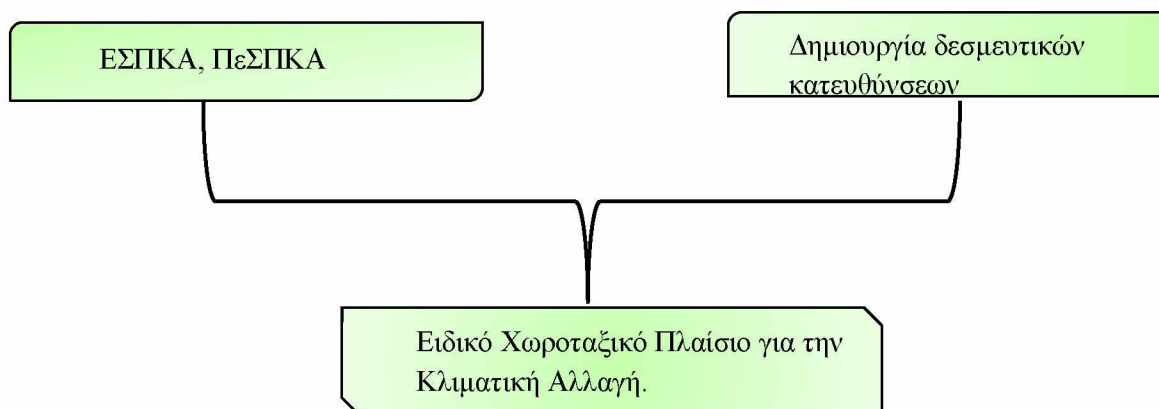 ΕΣΠΚΑ, ΠεΣΠΚΑ
Δημιουργία δεσμευτικών
κατευθύνσεων
Ειδικό Χωροταξικό Πλαίσιο για την
Κλιματική Αλλαγή.